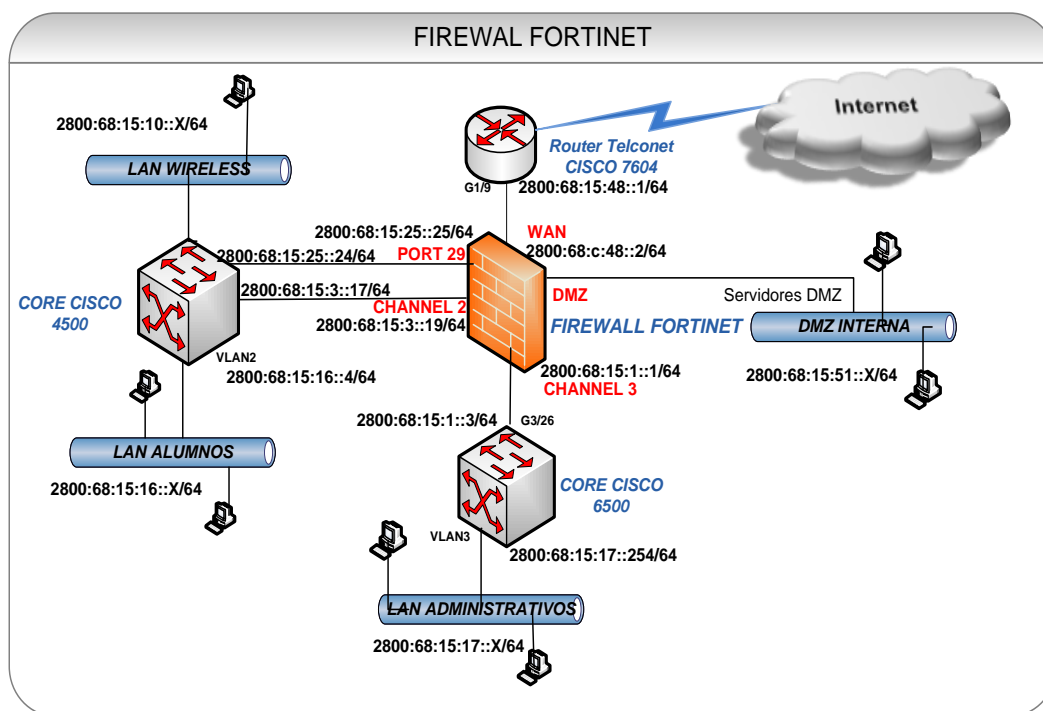 FIREWAL FORTINET
Internet
2800:68:15:10::X/64
LAN WIRELESS
Router Telconet
CISCO 7604
G1/9
2800:68:15:48::1/64
2800:68:15:25::25/64
WAN
2800:68:c:48::2/64
PORT 29
2800:68:15:25::24/64
CORE CISCO
4500
2800:68:15:3::17/64
CHANNEL 2
2800:68:15:3::19/64
DMZ
Servidores DMZ
FIREWALL FORTINET
DMZ INTERNA
2800:68:15:51::X/64
VLAN2
2800:68:15:16::4/64
2800:68:15:1::1/64
CHANNEL 3
2800:68:15:1::3/64
G3/26
LAN ALUMNOS
2800:68:15:16::X/64
CORE CISCO
6500
VLAN3
2800:68:15:17::254/64
LAN ADMINISTRATIVOS
2800:68:15:17::X/64